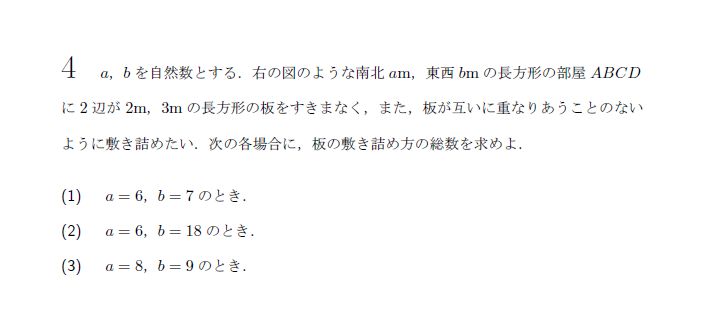 4 a，b を自然数とする．右の図のような南北 am，東西 bm の長方形の部屋 ABCD
に 2 辺が 2m，3m の長方形の板をすきまなく，また，板が互いに重なりあうことのない
ように敷き詰めたい．次の各場合に，板の敷き詰め方の総数を求めよ．
(1) a = 6，b = 7 のとき．
(2) a = 6，b = 18 のとき．
(3) a = 8，b = 9 のとき．